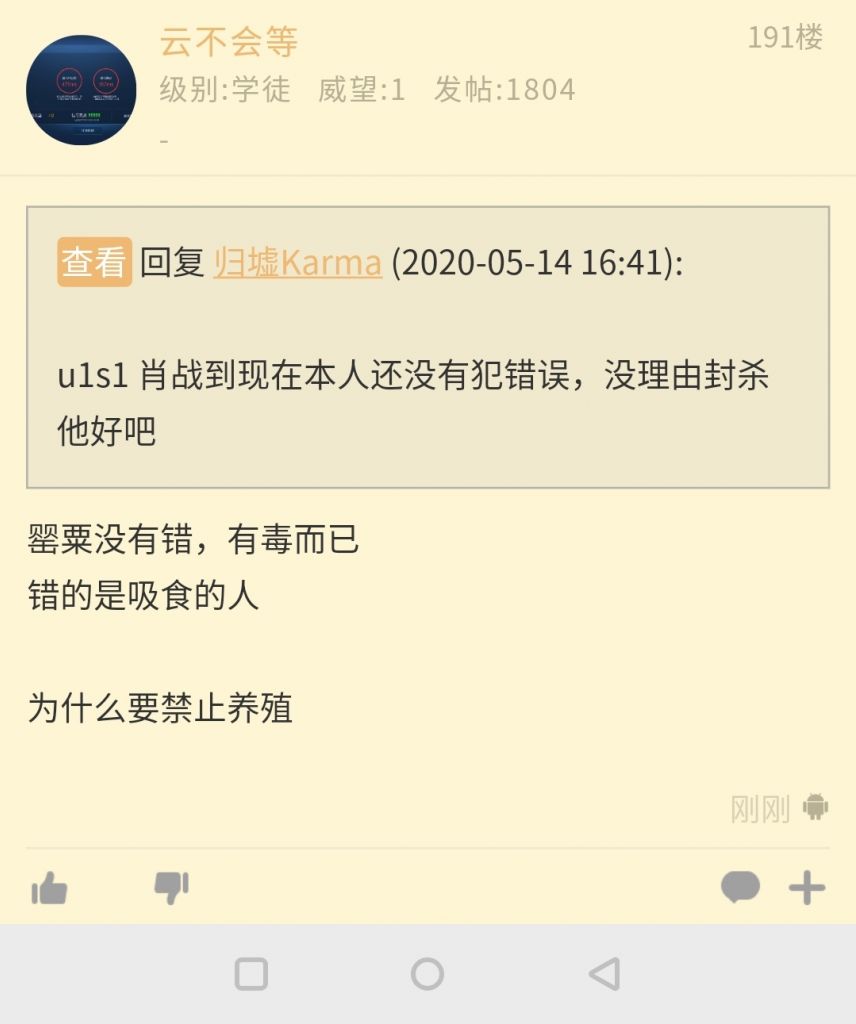 云不会等
191楼
级别:学徒 威望:1 发帖:1804
-
查看 回复 归墟Karma (2020-05-14 16:41):
u1s1 肖战到现在本人还没有犯错误，没理由封杀
他好吧
罂粟没有错，有毒而已
错的是吸食的人
为什么要禁止养殖
刚刚